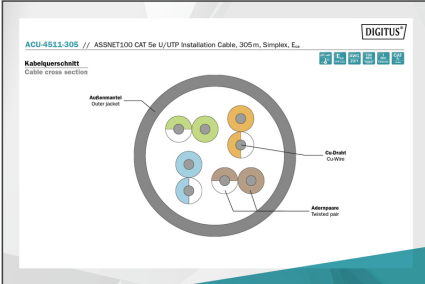 DIGITUS®
ACU-4511-305 // ASSNET100 CAT 5e U/UTP Installation Cable, 305 m, Simplex, Eca
Kabelquerschnitt
Cable cross section
Außenmantel
Outer jacket
Cu-Draht
Cu-Wire
Adernpaare
Twisted pair